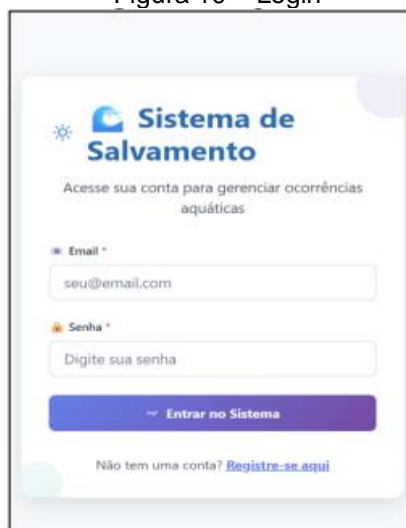 Figura 10 – Login
Sistema de
Salvamento
Acesse sua conta para gerenciar ocorrências
aquáticas
Email *
seu@email.com
Senha *
Digite sua senha
Entrar no Sistema
Não tem uma conta? Registre-se aqui